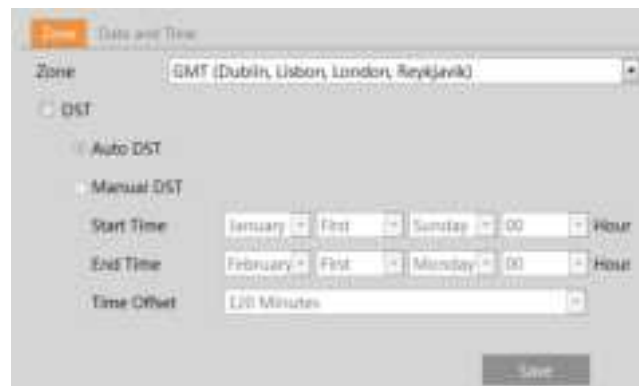 Zone Date and Time
Zone GMT (Dublin, Lisbon, London, Reykjavik)
DST
Auto DST
Manual DST
Start Time January First Sunday 00 Hour
End Time February First Monday 00 Hour
Time Offset 120 Minutes
Save